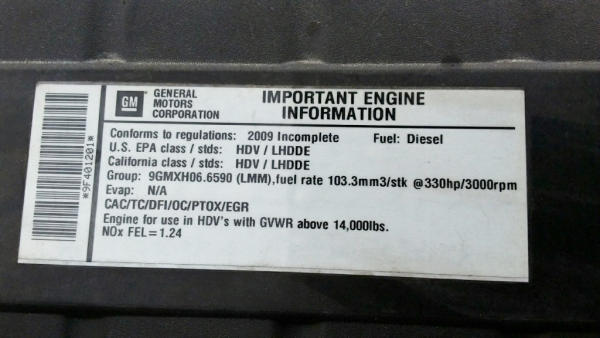 *9F401201*
GM
GENERAL
MOTORS
CORPORATION
IMPORTANT ENGINE
INFORMATION
Conforms to regulations: 2009 Incomplete Fuel: Diesel
U.S. EPA class / stds: HDV / LHDDE
California class / stds: HDV / LHDDE
Group: 9GMXH06.6590 (LMM),fuel rate 103.3mm3/stk @330hp/3000rpm
Evap: N/A
CAC/TC/DFI/OC/PTOX/EGR
Engine for use in HDV's with GVWR above 14,000lbs.
NOx FEL=1.24